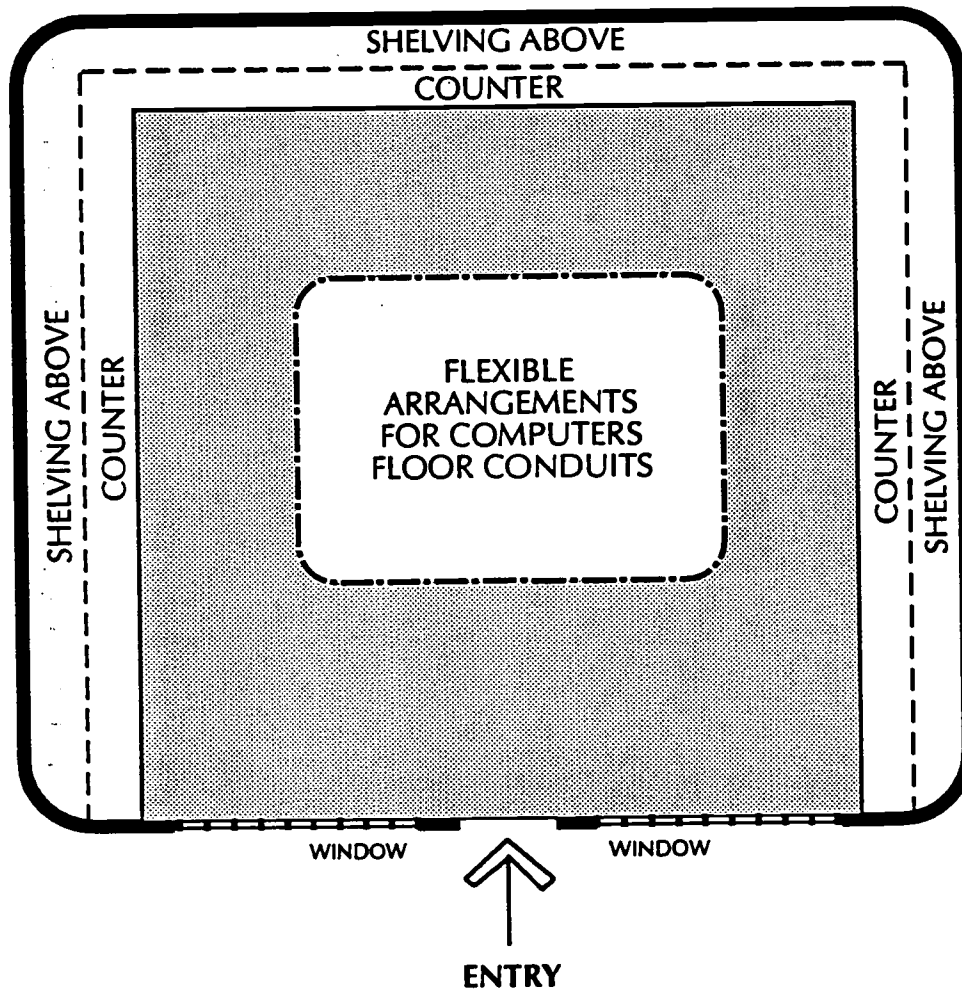 SHELVING ABOVE
COUNTER
SHELVING ABOVE
COUNTER
FLEXIBLE
ARRANGEMENTS
FOR COMPUTERS
FLOOR CONDUITS
COUNTER
SHELVING ABOVE
WINDOW
WINDOW
ENTRY